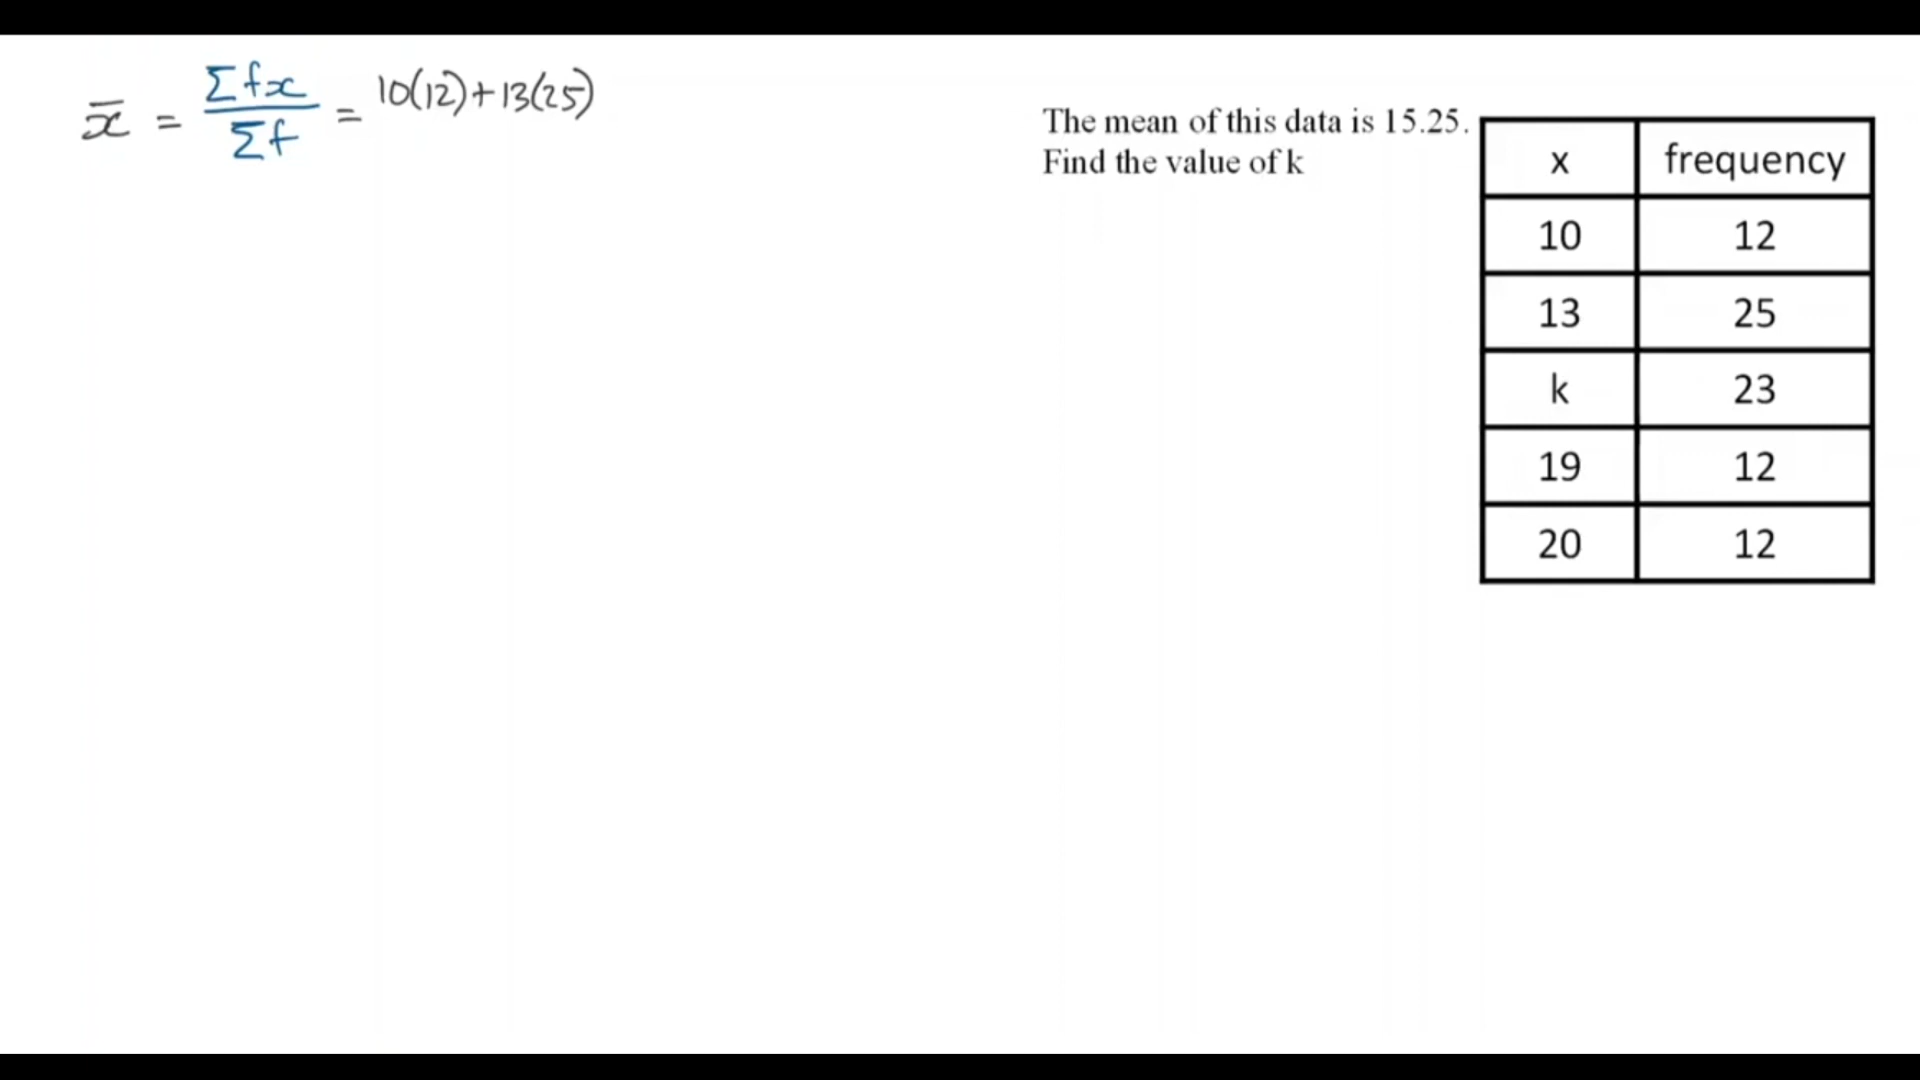 x̄ = Σfx / Σf = 10(12)+13(25)
The mean of this data is 15.25.
Find the value of k
x frequency
10 12
13 25
k 23
19 12
20 12